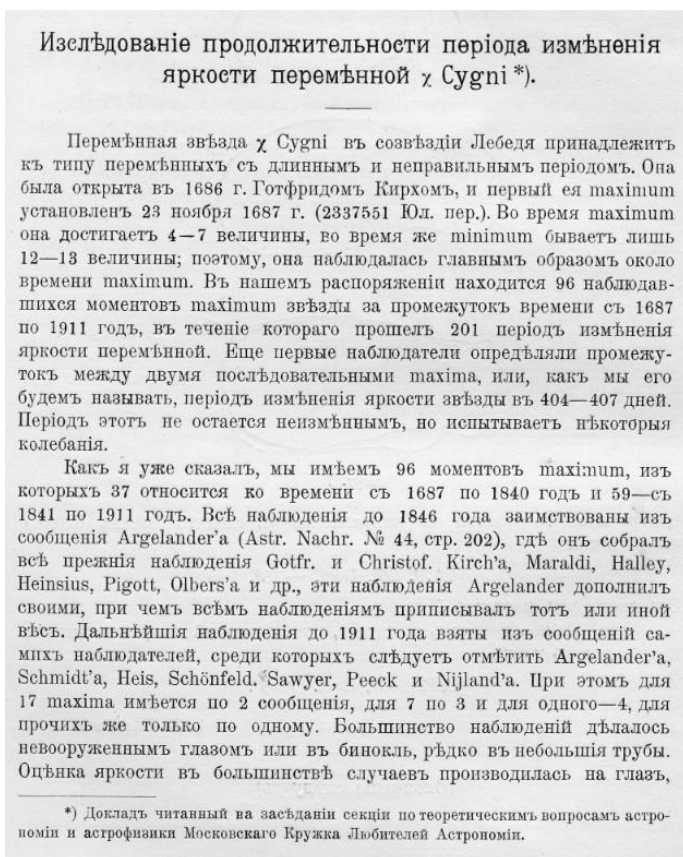 Изслѣдованіе продолжительности періода измѣненія
яркости перемѣнной χ Cygni *).
Перемѣнная звѣзда χ Cygni въ созвѣздіи Лебедя принадлежитъ
къ типу перемѣнныхъ съ длиннымъ и неправильнымъ періодомъ. Она
была открыта въ 1686 г. Готфридомъ Кирхомъ, и первый ея maximum
установленъ 23 ноября 1687 г. (2337551 Юл. пер.). Во время maximum
она достигаетъ 4—7 величины, во время же minimum бываетъ лишь
12—13 величины; поэтому, она наблюдалась главнымъ образомъ около
времени maximum. Въ нашемъ распоряженіи находится 96 наблюдав-
шихся моментовъ maximum звѣзды за промежутокъ времени съ 1687
по 1911 годъ, въ теченіе котораго прошелъ 201 періодъ измѣненія
яркости перемѣнной. Еще первые наблюдатели опредѣляли промежу-
токъ между двумя послѣдовательными maxima, или, какъ мы его
будемъ называть, періодъ измѣненія яркости звѣзды въ 404—407 дней.
Періодъ этотъ не остается неизмѣннымъ, но испытываетъ нѣкоторыя
колебанія.
Какъ я уже сказалъ, мы имѣемъ 96 моментовъ maximum, изъ
которыхъ 37 относится ко времени съ 1687 по 1840 годъ и 59—съ
1841 по 1911 годъ. Всѣ наблюденія до 1846 года заимствованы изъ
сообщенія Argelander'а (Astr. Nachr. № 44, стр. 202), гдѣ онъ собралъ
всѣ прежнія наблюденія Gotfr. и Christof. Kirch'а, Maraldi, Halley,
Heinsius, Pigott, Olbers'а и др., эти наблюденія Argelander дополнилъ
своими, при чемъ всѣмъ наблюденіямъ приписывалъ тотъ или иной
вѣсъ. Дальнѣйшія наблюденія до 1911 года взяты изъ сообщеній са-
михъ наблюдателей, среди которыхъ слѣдуетъ отмѣтить Argelander'а,
Schmidt'а, Heis, Schönfeld. Sawyer, Peeck и Nijland'а. При этомъ для
17 maxima имѣется по 2 сообщенія, для 7 по 3 и для одного—4, для
прочихъ же только по одному. Большинство наблюденій дѣлалось
невооруженнымъ глазомъ или въ бинокль, рѣдко въ небольшія трубы.
Оцѣнка яркости въ большинствѣ случаевъ производилась на глазъ,
*) Докладъ читанный на засѣданіи секціи по теоретическимъ вопросамъ астро-
номіи и астрофизики Московскаго Кружка Любителей Астрономіи.